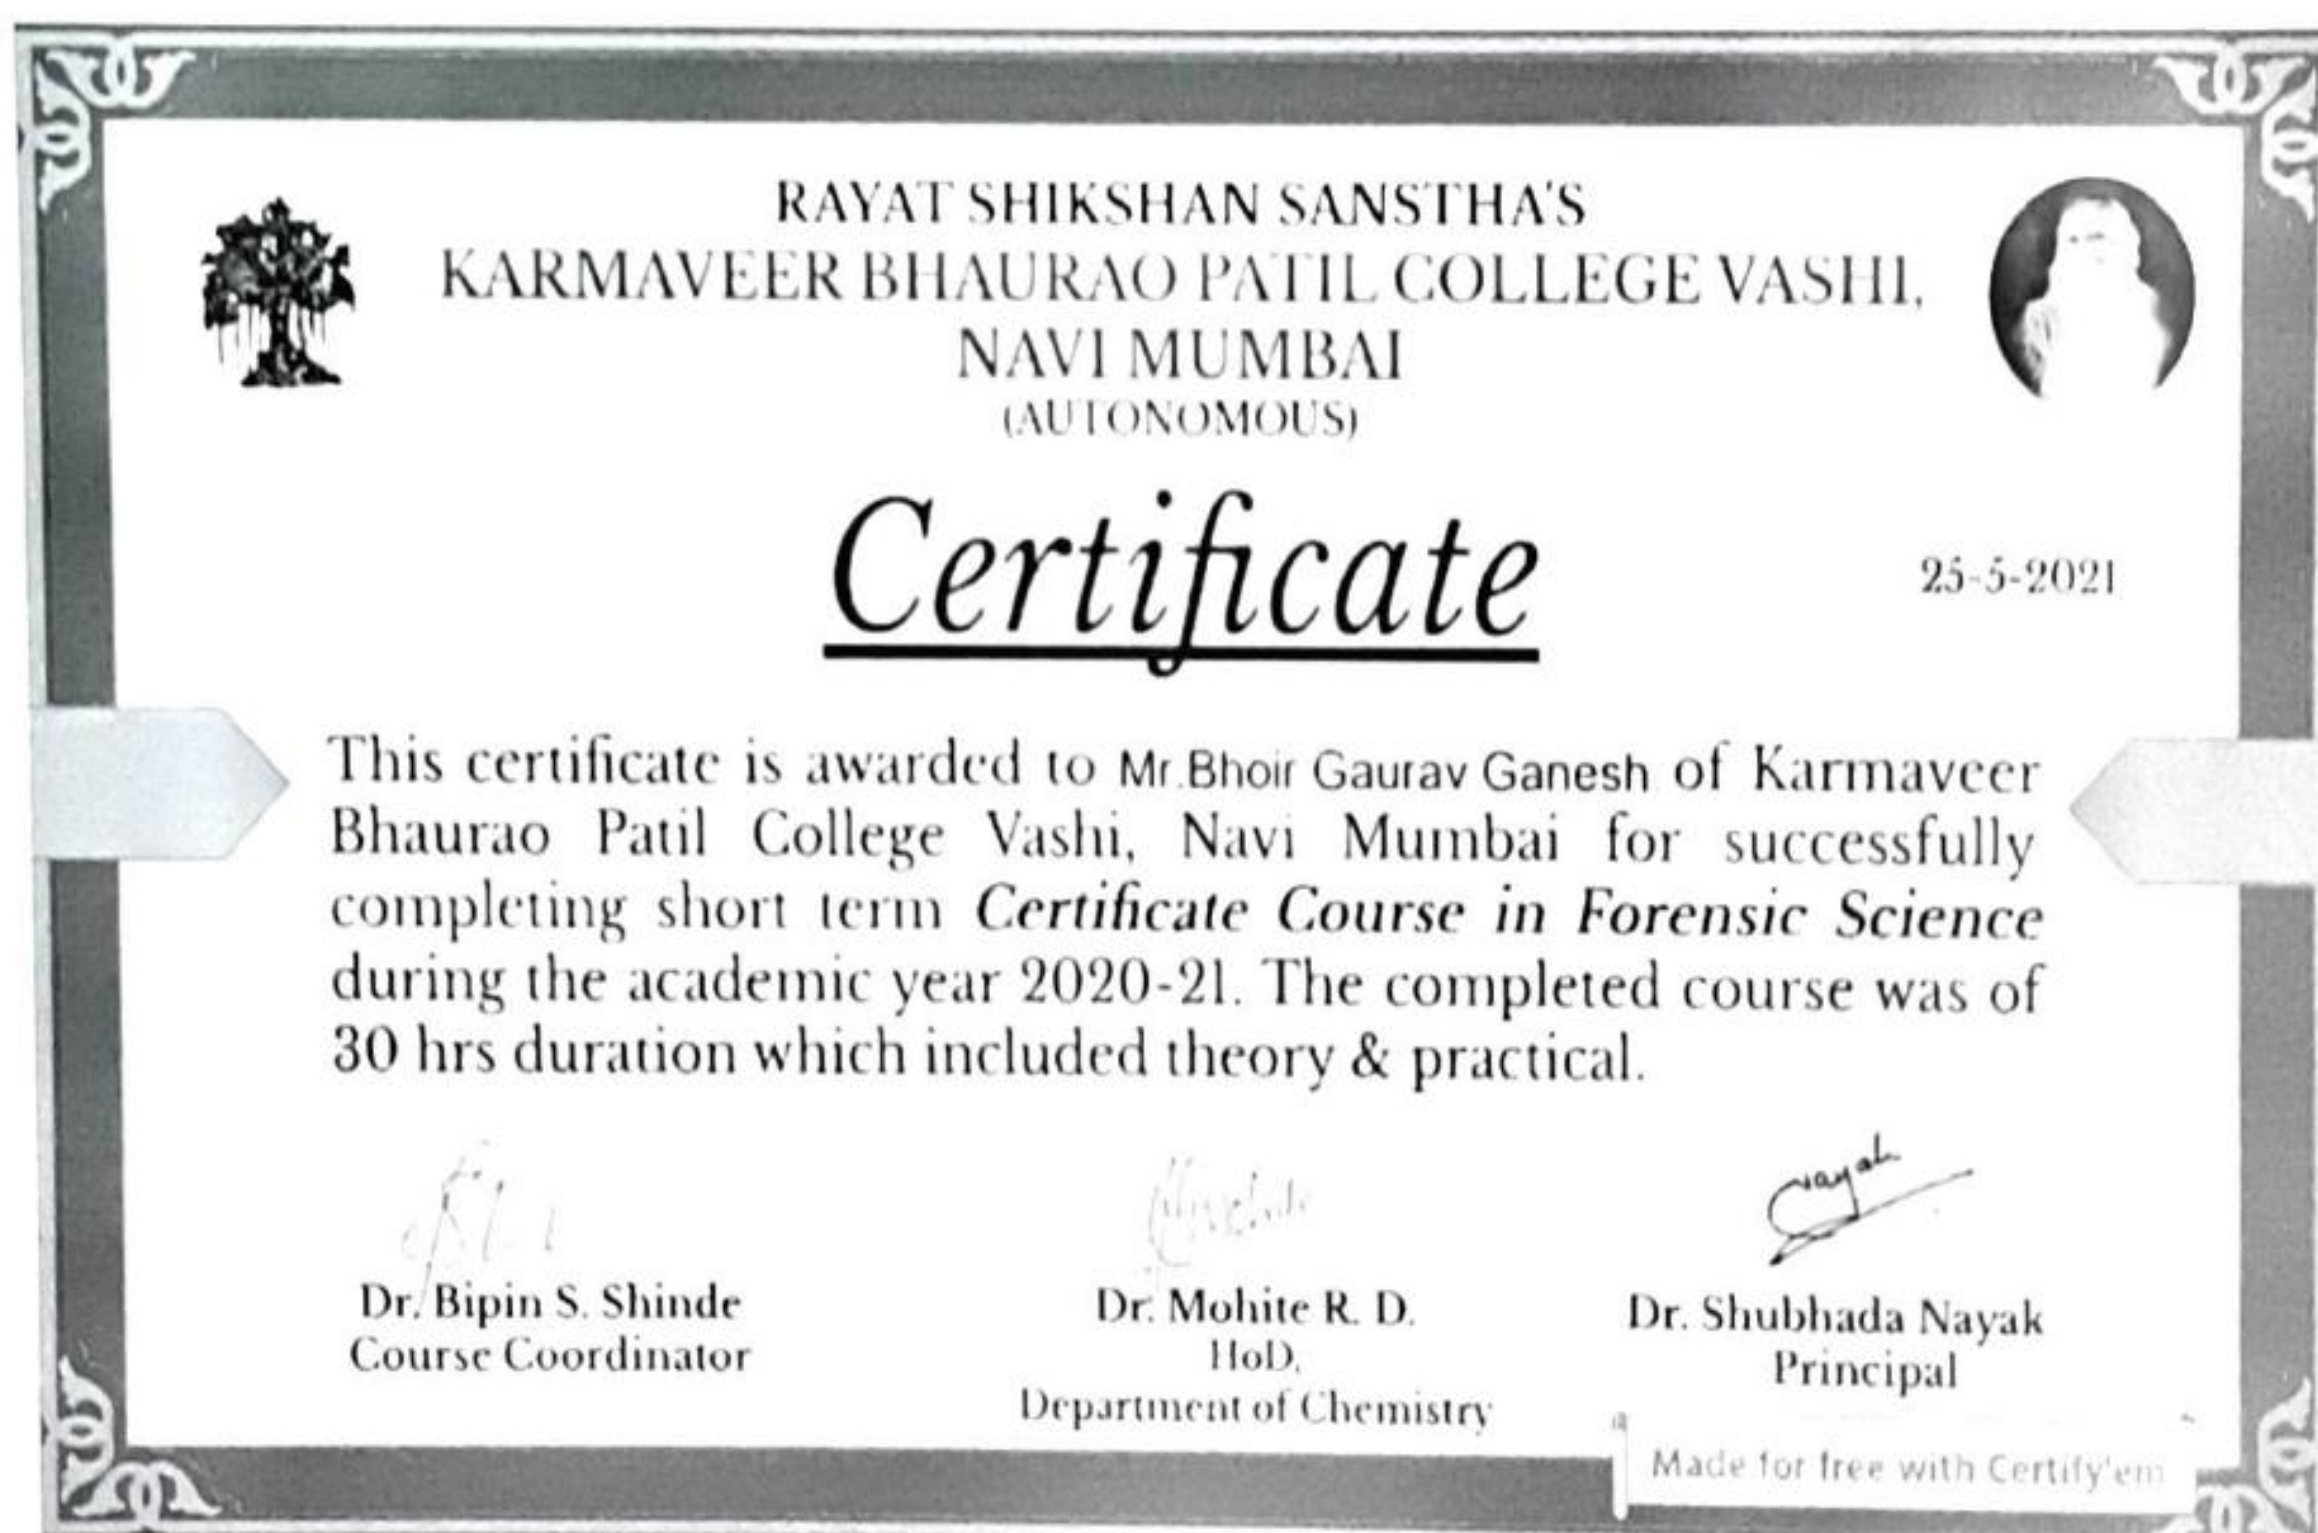 RAYAT SHIKSHAN SANSTHA'S
KARMAVEER BHAURAO PATIL COLLEGE VASHI,
NAVI MUMBAI
(AUTONOMOUS)
Certificate
25-5-2021
This certificate is awarded to Mr.Bhoir Gaurav Ganesh of Karmaveer
Bhaurao Patil College Vashi, Navi Mumbai for successfully
completing short term Certificate Course in Forensic Science
during the academic year 2020-21. The completed course was of
30 hrs duration which included theory & practical.
Nayak
Dr. Bipin S. Shinde
Course Coordinator
Dr. Mohite R. D.
HoD,
Department of Chemistry
Dr. Shubhada Nayak
Principal
Made for free with Certify'em